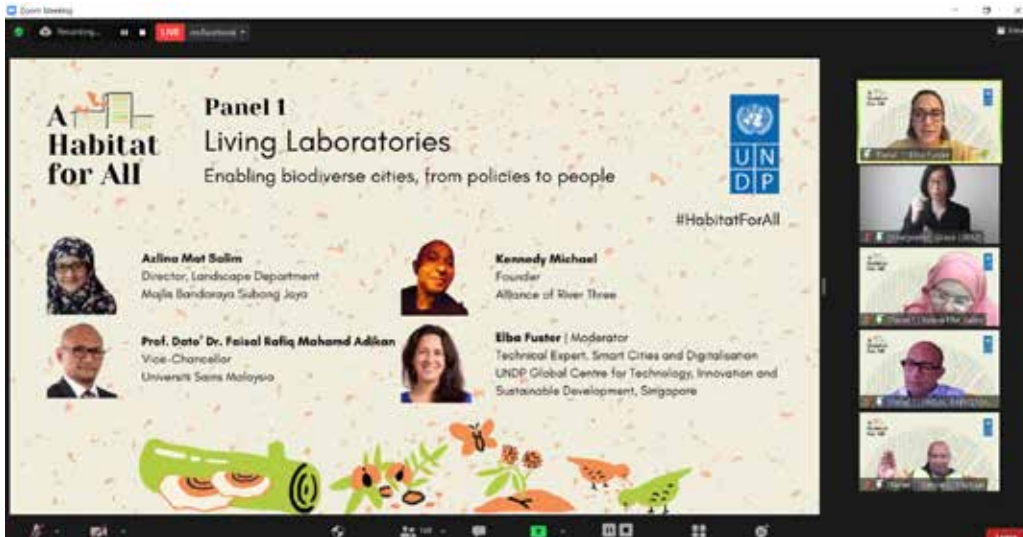 Zoom Meeting
Recording...
LIVE
View
A
Habitat
for All
Panel 1
Living Laboratories
Enabling biodiverse cities, from policies to people
UN
DP
#HabitatForAll
Azlina Mat Salim
Director, Landscape Department
Majlis Bandaraya Subang Jaya
Kennedy Michael
Founder
Alliance of River Three
Prof. Dato' Dr. Faisal Rafiq Mahamd Adikan
Vice-Chancellor
Universiti Sains Malaysia
Elba Fuster | Moderator
Technical Expert, Smart Cities and Digitalisation
UNDP Global Centre for Technology, Innovation and
Sustainable Development, Singapore